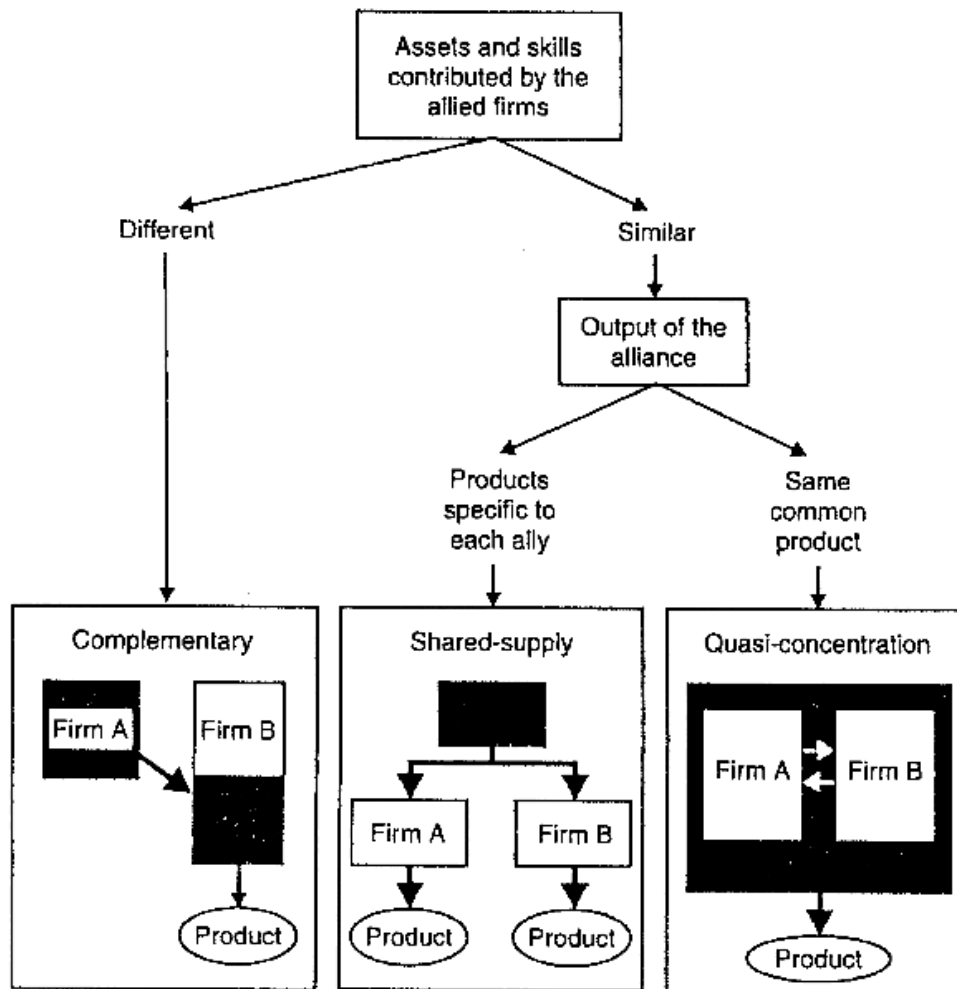 Assets and skills
contributed by the
allied firms
Different
Similar
Output of the
alliance
Products
specific to
each ally
Same
common
product
Complementary
Firm A
Firm B
Product
Shared-supply
Firm A
Firm B
Product
Product
Quasi-concentration
Firm A
Firm B
Product